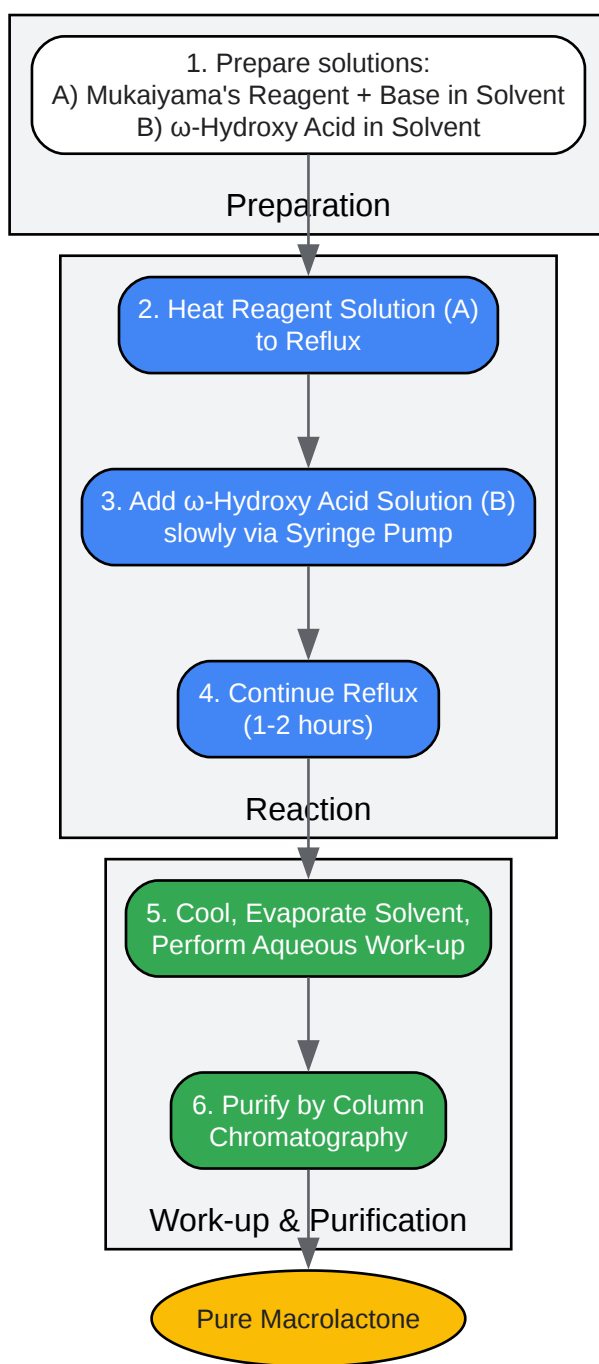 1. Prepare solutions:
A) Mukaiyama's Reagent + Base in Solvent
B) ω-Hydroxy Acid in Solvent
Preparation
2. Heat Reagent Solution (A)
to Reflux
3. Add ω-Hydroxy Acid Solution (B)
slowly via Syringe Pump
4. Continue Reflux
(1-2 hours)
Reaction
5. Cool, Evaporate Solvent,
Perform Aqueous Work-up
6. Purify by Column
Chromatography
Work-up & Purification
Pure Macrolactone